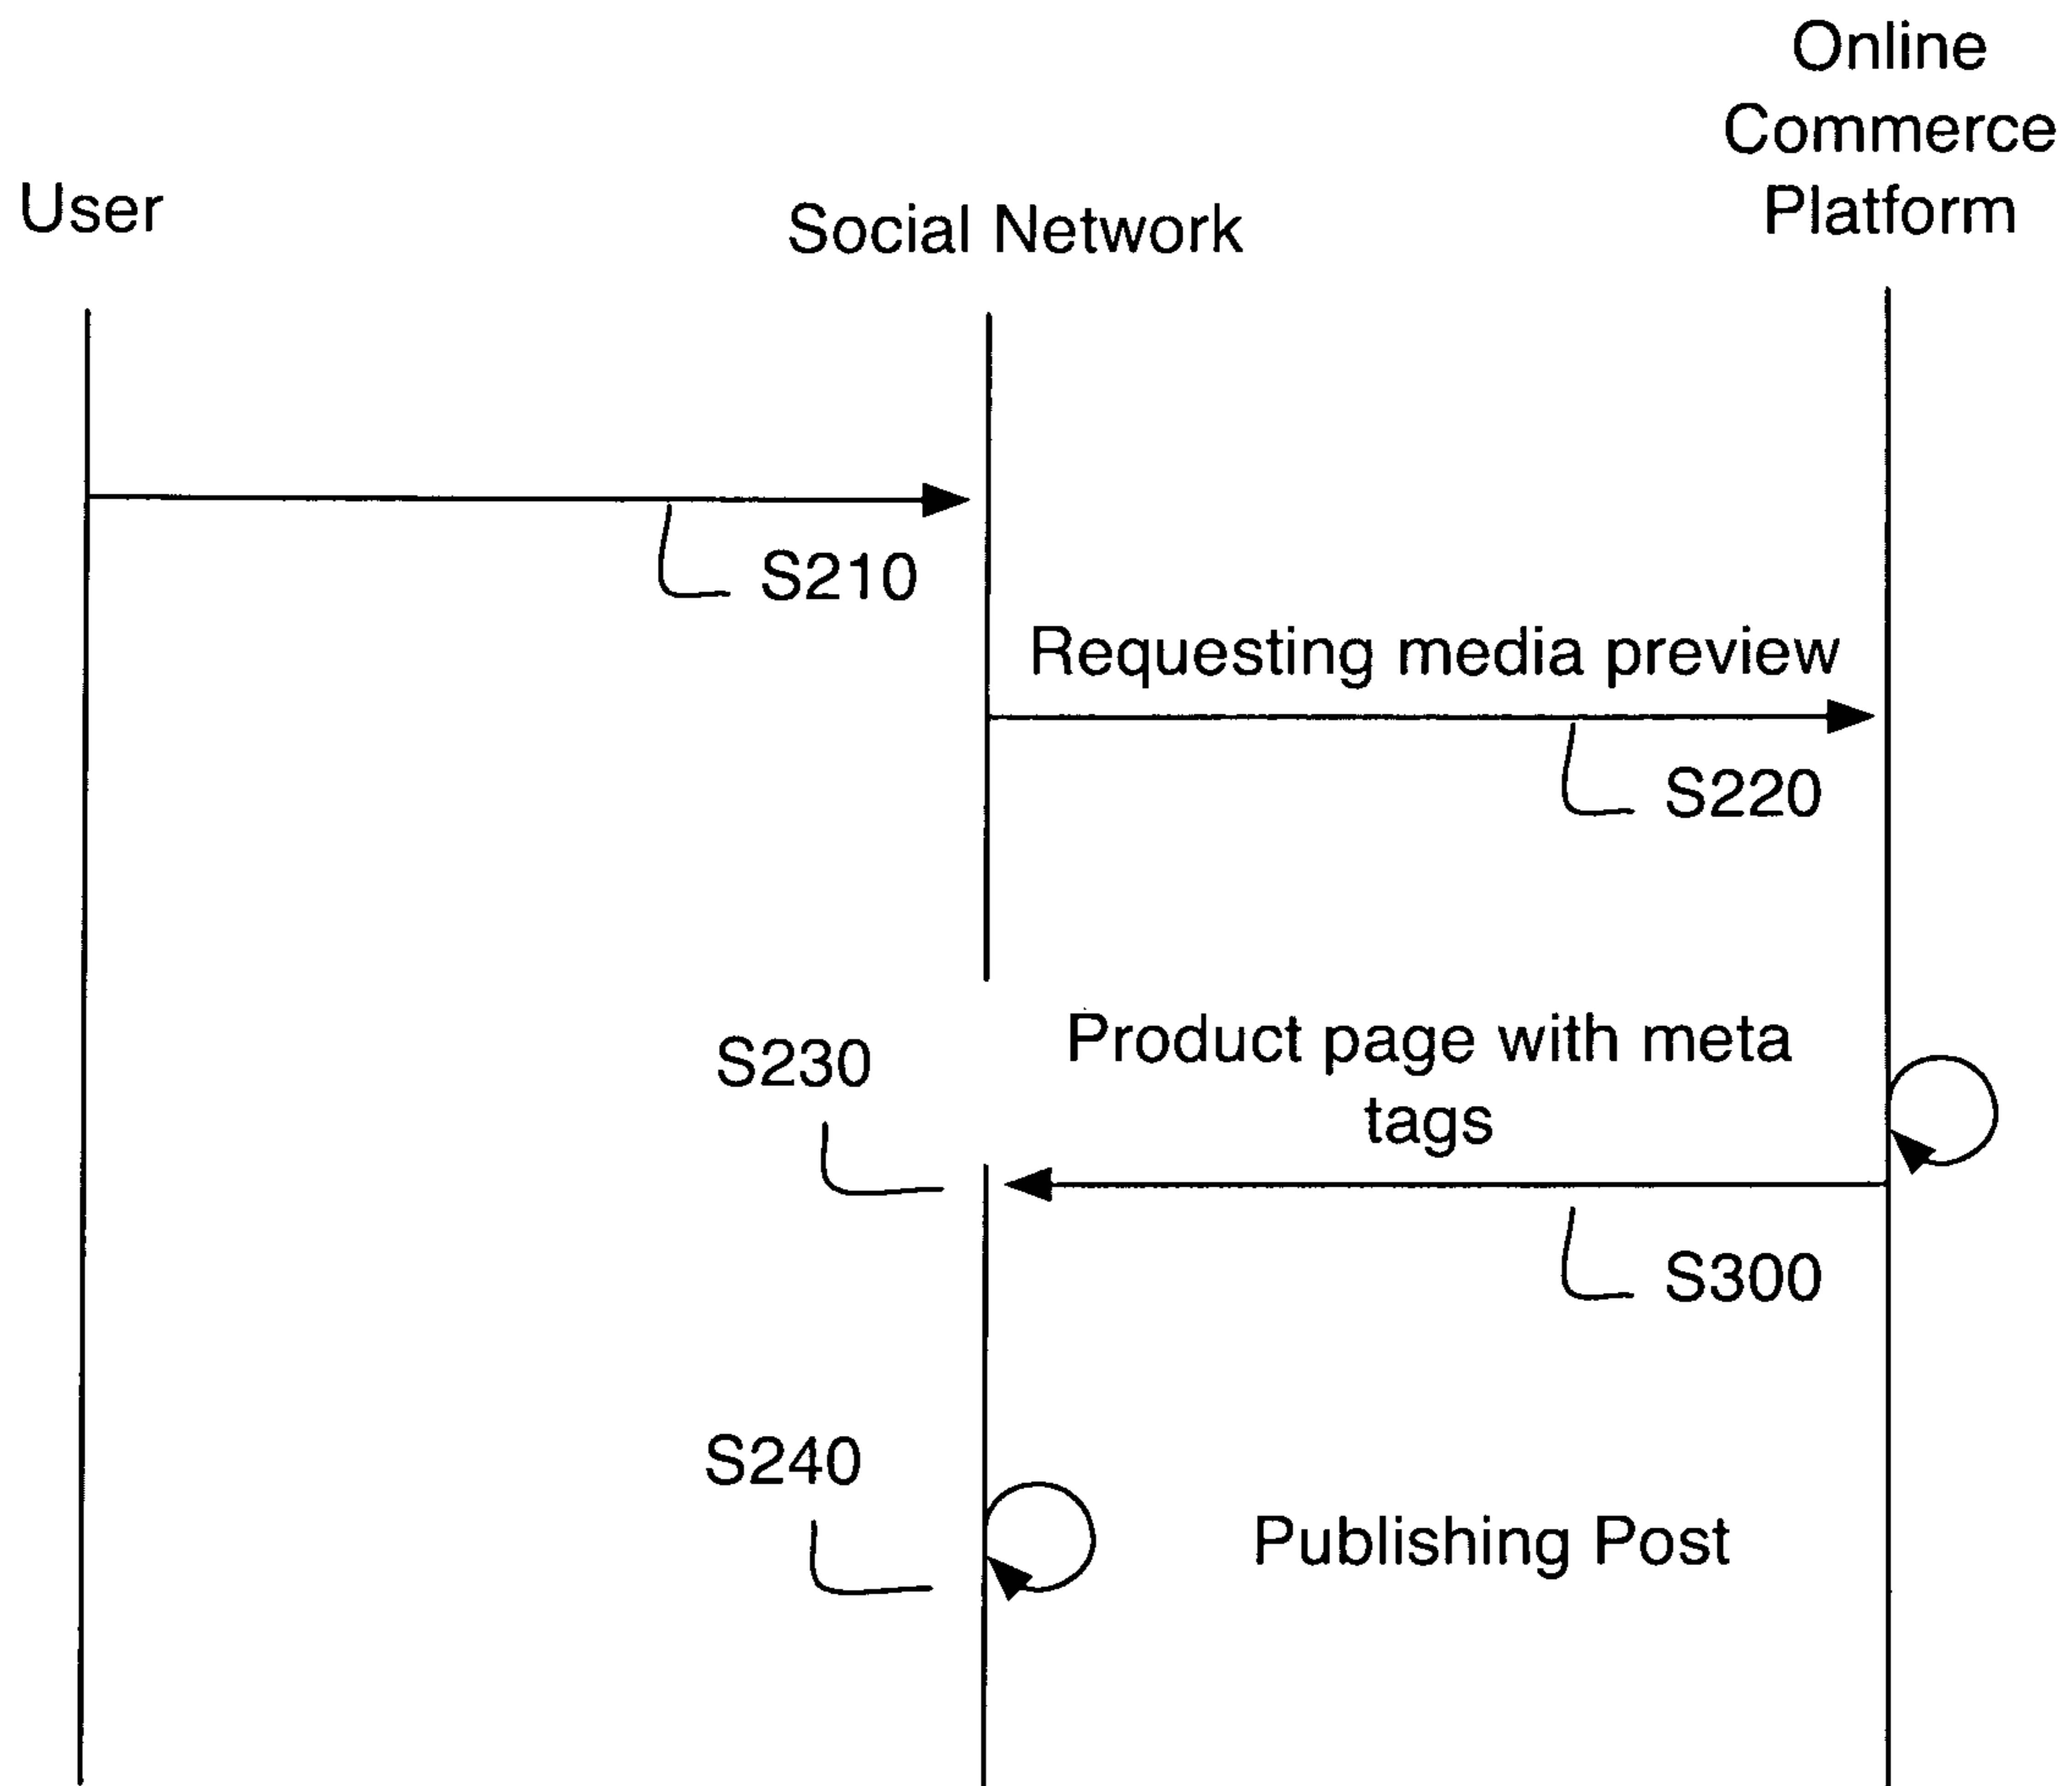 Online
Commerce
Platform
User
Social Network
S210
Requesting media preview
S220
Product page with meta
tags
S230
S300
S240
Publishing Post